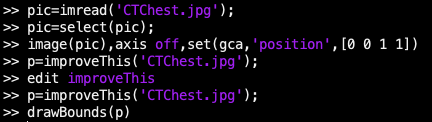 >> pic=imread('CTChest.jpg');
>> pic=select(pic);
>> image(pic),axis off,set(gca,'position',[0 0 1 1])
>> p=improveThis('CTChest.jpg');
>> edit improveThis
>> p=improveThis('CTChest.jpg');
>> drawBounds(p)